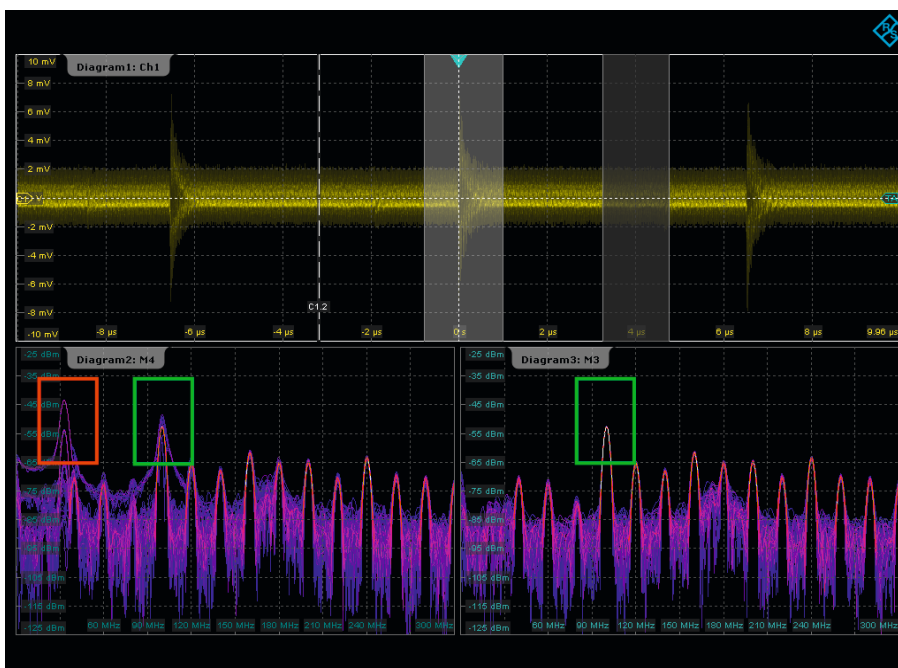 R&S
Diagram1: Ch1
10 mV
8 mV
6 mV
4 mV
2 mV
C1 V
-2 mV
-4 mV
-6 mV
-8 mV
-10 mV
C1.2
-8 µs
-6 µs
-4 µs
-2 µs
0 s
2 µs
4 µs
6 µs
8 µs
9.96 µs
Diagram2: M4
-25 dBm
-35 dBm
-45 dBm
-55 dBm
-65 dBm
-75 dBm
-85 dBm
-95 dBm
-105 dBm
-115 dBm
-125 dBm
60 MHz
90 MHz
120 MHz
150 MHz
180 MHz
210 MHz
240 MHz
300 MHz
Diagram3: M3
-25 dBm
-35 dBm
-45 dBm
-55 dBm
-65 dBm
-75 dBm
-85 dBm
-95 dBm
-105 dBm
-115 dBm
-125 dBm
60 MHz
90 MHz
120 MHz
150 MHz
180 MHz
210 MHz
240 MHz
300 MHz